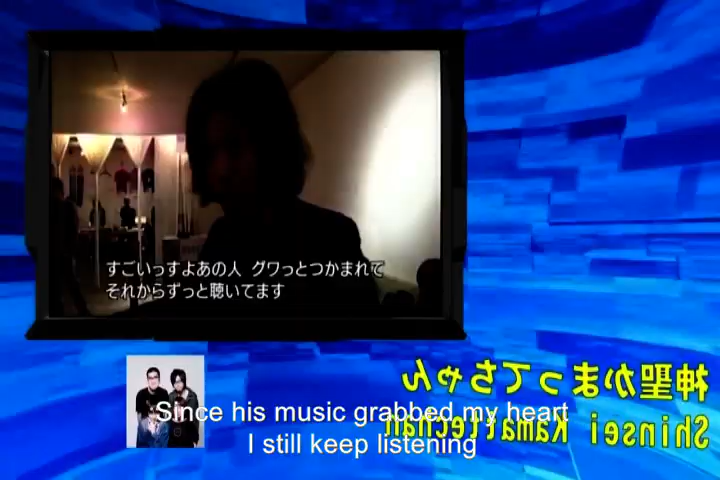 すごいっすよあの人 グワっとつかまれて
それからずっと聴いてます
神聖かまってちゃん
Shinsei Kamattechan
Since his music grabbed my heart
I still keep listening